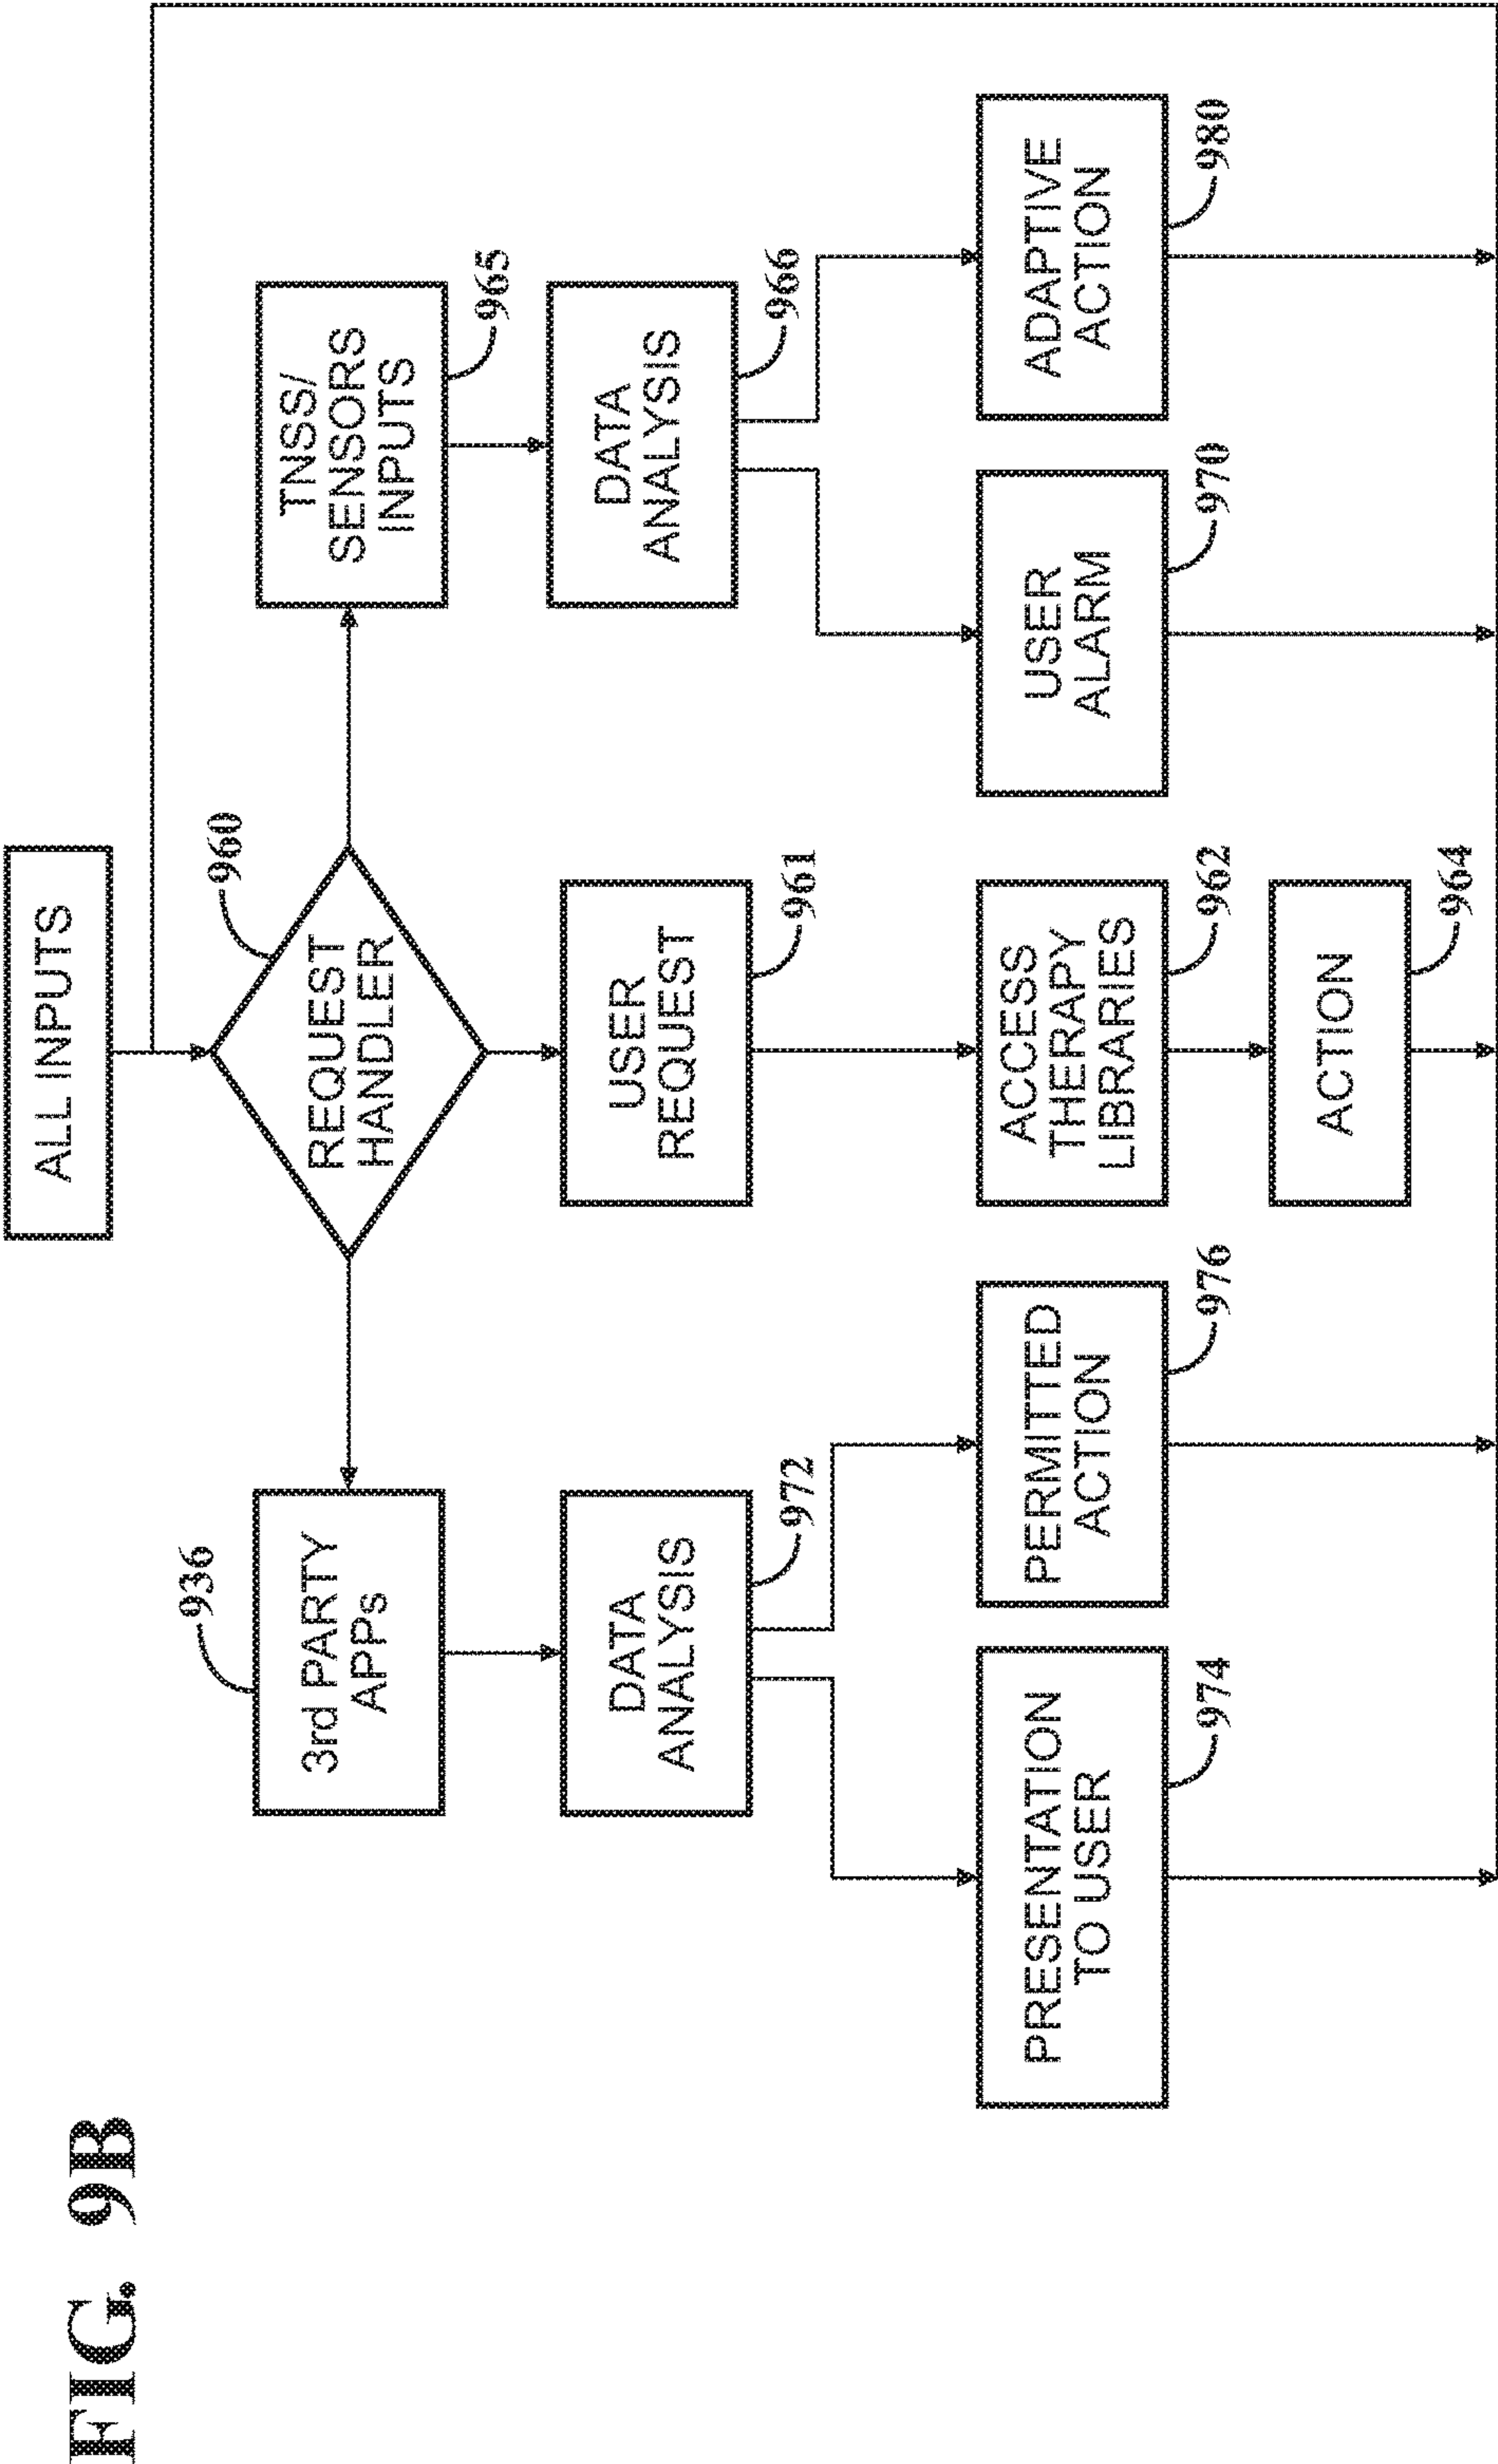 FIG. 9B
ALL INPUTS
960
REQUEST
HANDLER
936
3rd PARTY
APPs
TNSS/
SENSORS
INPUTS
965
DATA
ANALYSIS
972
USER
REQUEST
961
DATA
ANALYSIS
966
PRESENTATION
TO USER
974
PERMITTED
ACTION
976
ACCESS
THERAPY
LIBRARIES
962
USER
ALARM
970
ADAPTIVE
ACTION
980
ACTION
964